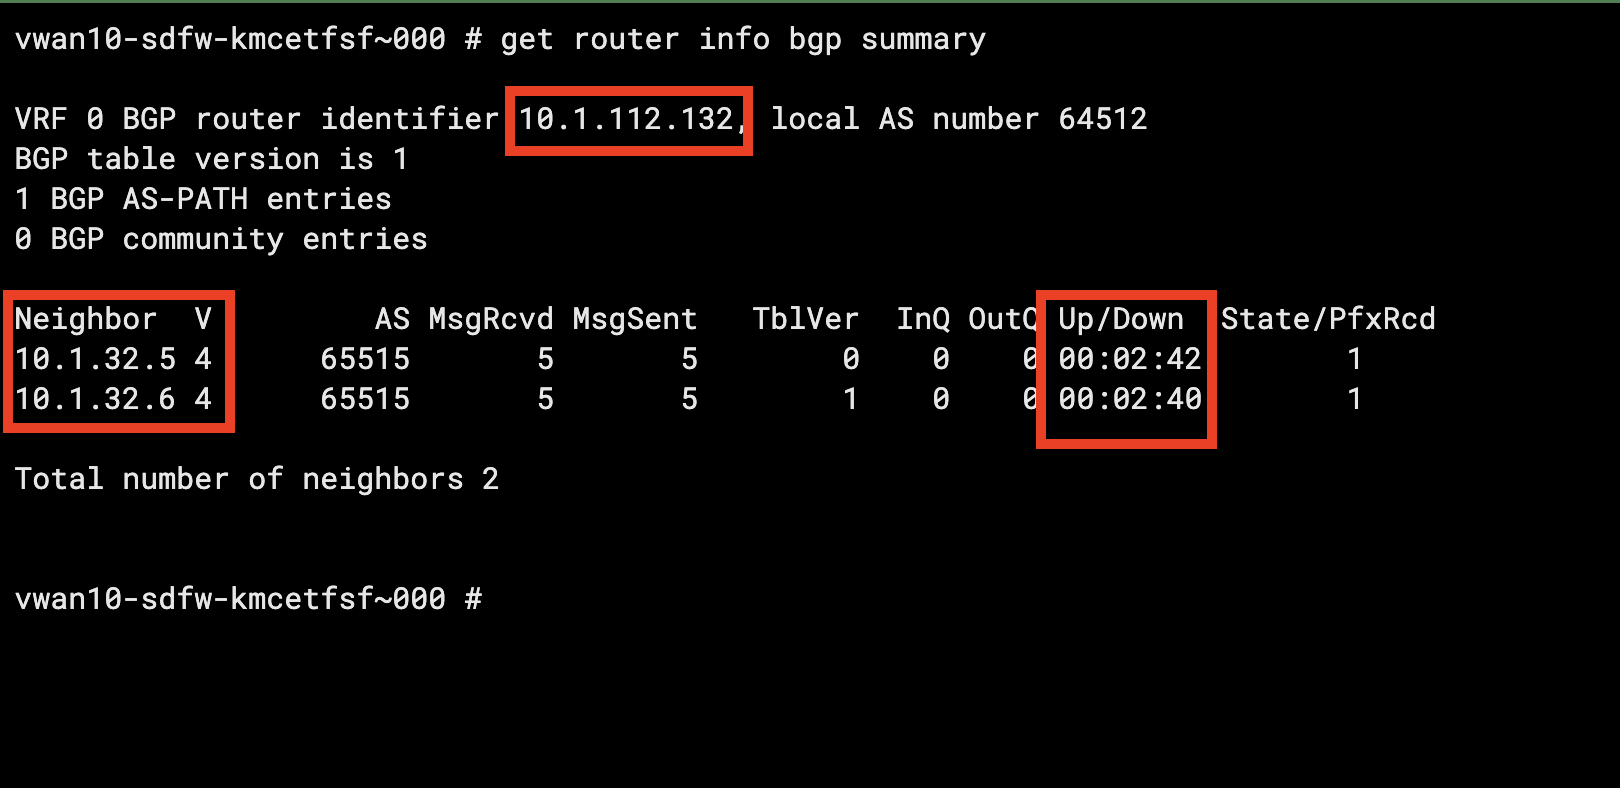 vwan10-sdfw-kmcetfsf~000 # get router info bgp summary
VRF 0 BGP router identifier 10.1.112.132, local AS number 64512
BGP table version is 1
1 BGP AS-PATH entries
0 BGP community entries
Neighbor V AS MsgRcvd MsgSent TblVer InQ OutQ Up/Down State/PfxRcd
10.1.32.5 4 65515 5 5 0 0 0 00:02:42 1
10.1.32.6 4 65515 5 5 1 0 0 00:02:40 1
Total number of neighbors 2
vwan10-sdfw-kmcetfsf~000 #